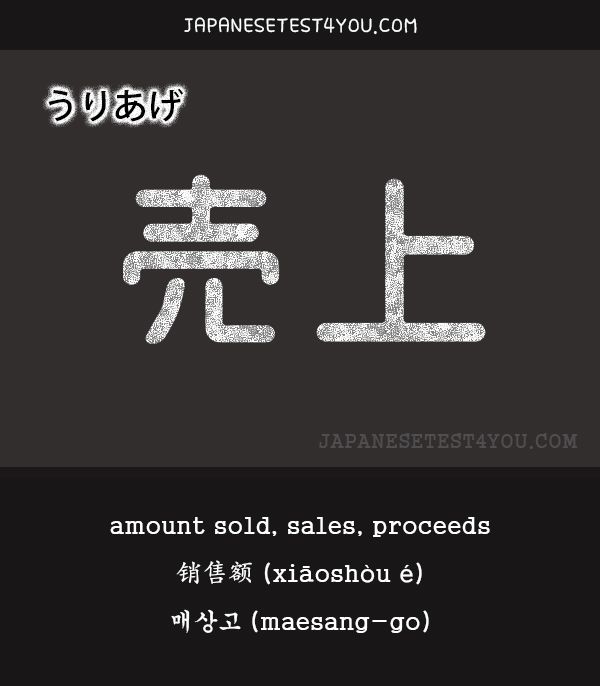 JAPANESETEST4YOU.COM
うりあげ
売上
JAPANESETEST4YOU.COM
amount sold, sales, proceeds
销售额 (xiāoshòu é)
매상고 (maesang-go)